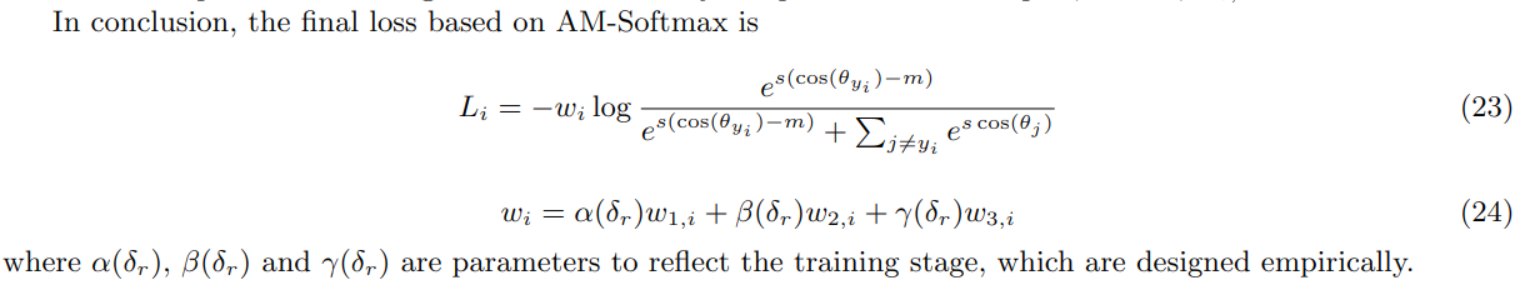 In conclusion, the final loss based on AM-Softmax is
L_i = −w_i log e^{s(cos(θ_{y_i})−m)} / (e^{s(cos(θ_{y_i})−m)} + ∑_{j≠y_i} e^{s cos(θ_j)}) (23)
w_i = α(δ_r)w_{1,i} + β(δ_r)w_{2,i} + γ(δ_r)w_{3,i} (24)
where α(δ_r), β(δ_r) and γ(δ_r) are parameters to reflect the training stage, which are designed empirically.